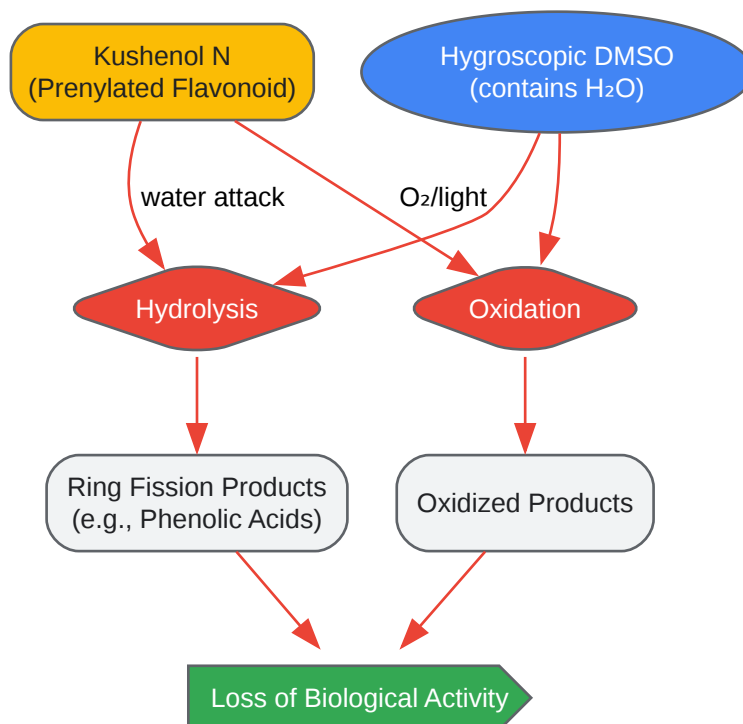 Kushenol N
(Prenylated Flavonoid)
Hygroscopic DMSO
(contains H₂O)
water attack
O₂/light
Hydrolysis
Oxidation
Ring Fission Products
(e.g., Phenolic Acids)
Oxidized Products
Loss of Biological Activity